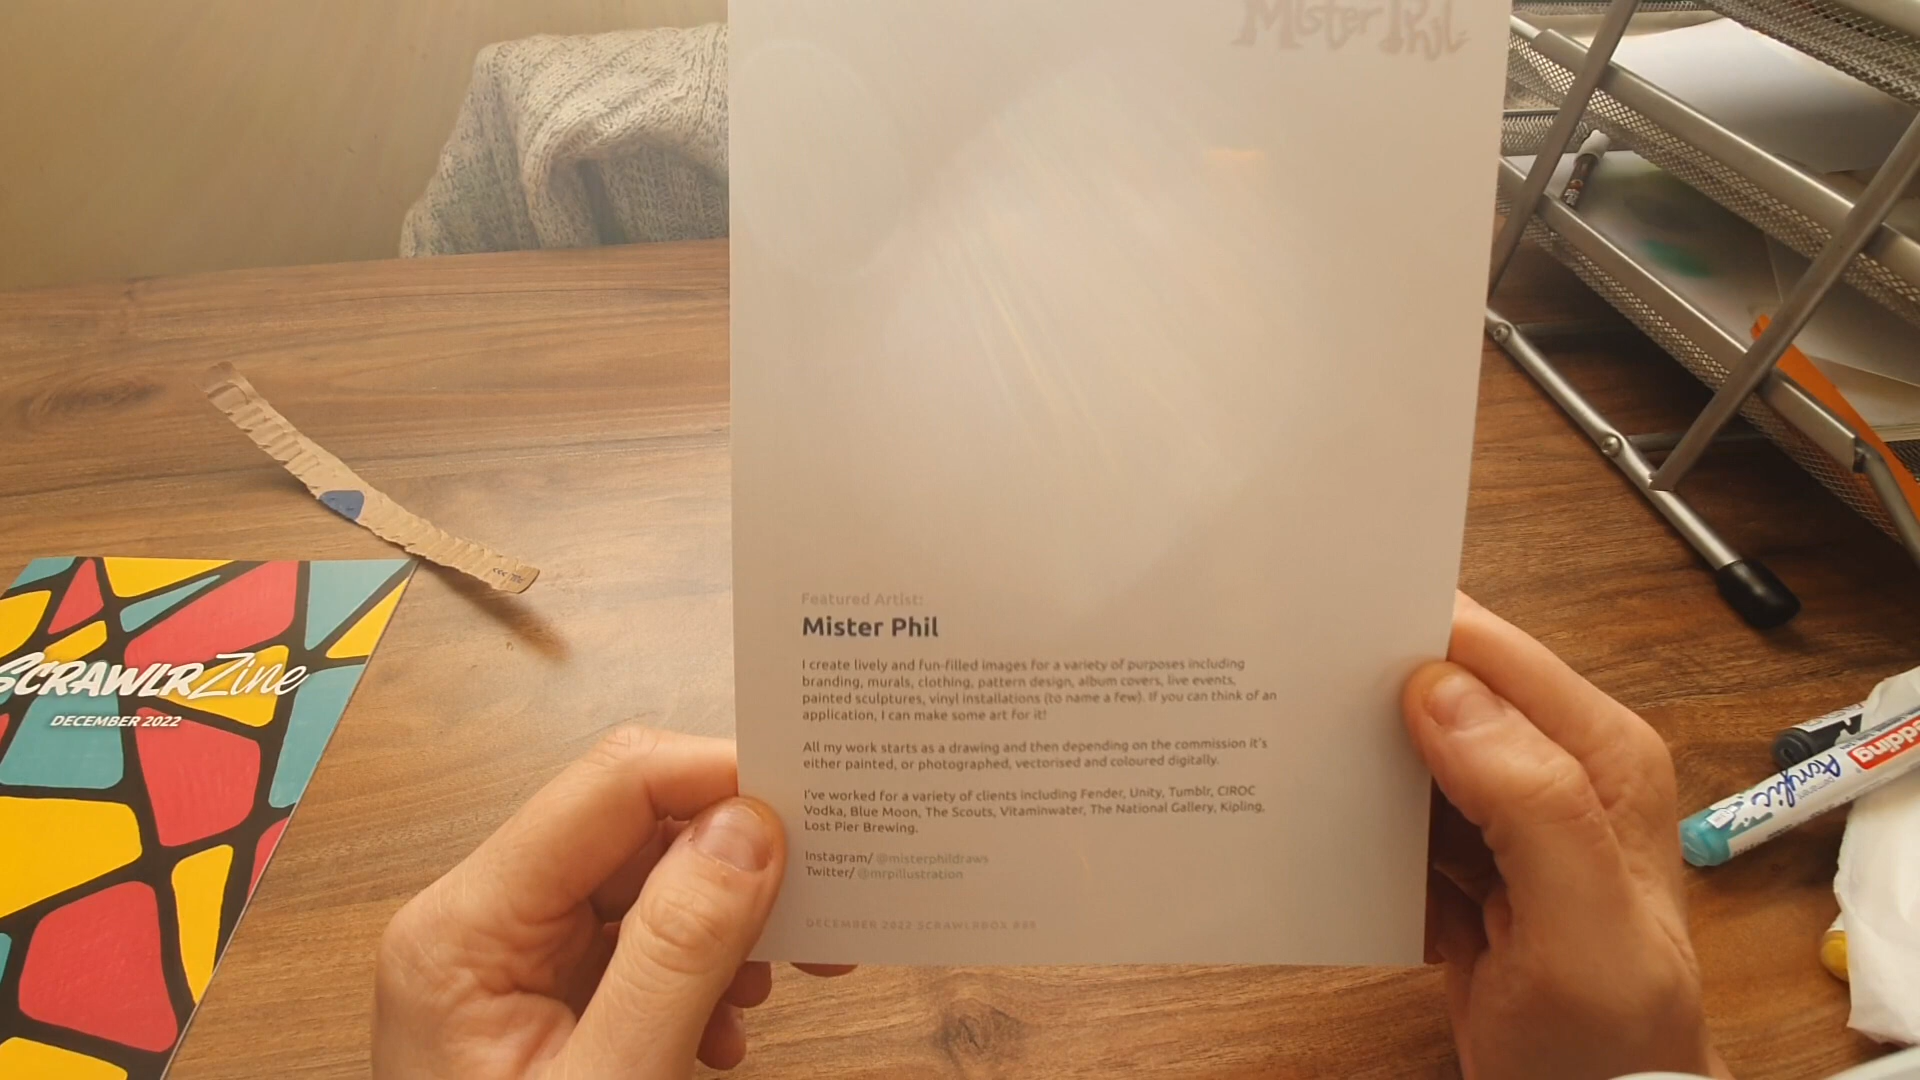 Mister Phil
Featured Artist:
Mister Phil
I create lively and fun-filled images for a variety of purposes including
branding, murals, clothing, pattern design, album covers, live events,
painted sculptures, vinyl installations (to name a few). If you can think of an
application, I can make some art for it!
All my work starts as a drawing and then depending on the commission it's
either painted, or photographed, vectorised and coloured digitally.
I've worked for a variety of clients including Fender, Unity, Tumblr, CIROC
Vodka, Blue Moon, The Scouts, Vitaminwater, The National Gallery, Kipling,
Lost Pier Brewing.
Instagram/ @misterphildraws
Twitter/ @mrpillustration
DECEMBER 2022 SCRAWLRBOX
SCRAWLR Zine
DECEMBER 2022
Acrylic